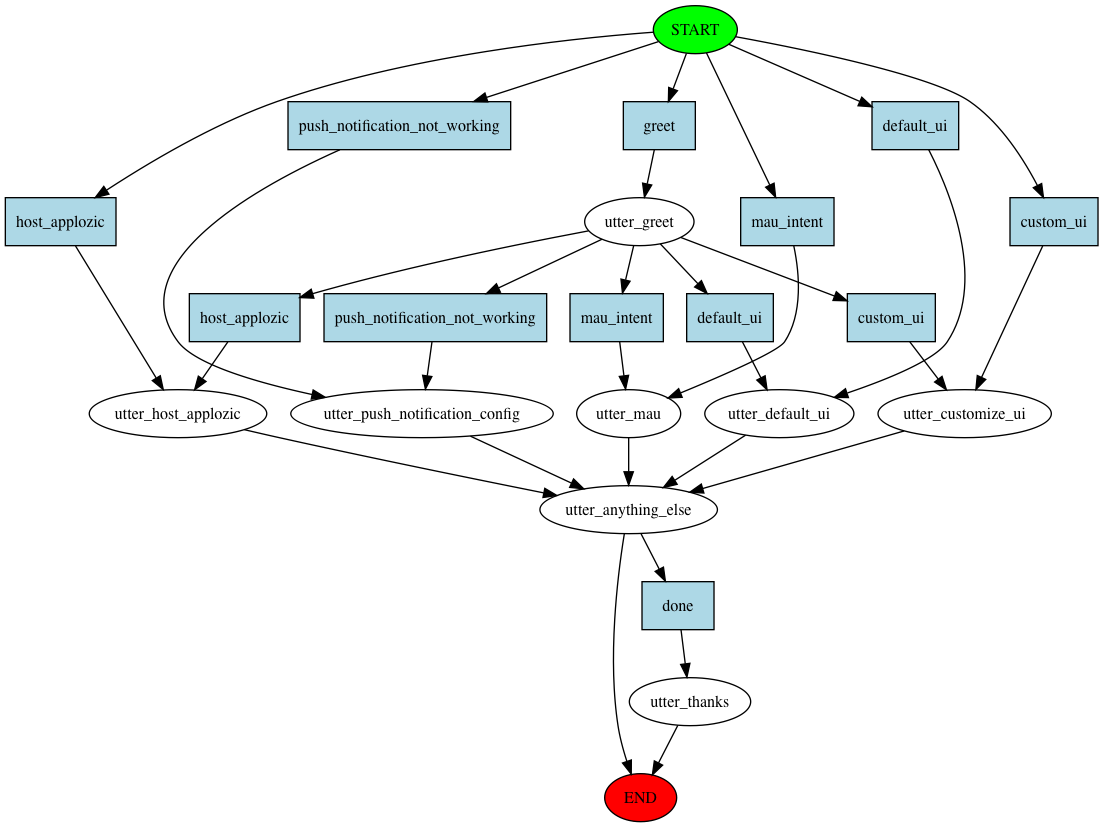 START
push_notification_not_working
greet
default_ui
host_applozic
utter_greet
mau_intent
custom_ui
host_applozic
push_notification_not_working
mau_intent
default_ui
custom_ui
utter_host_applozic
utter_push_notification_config
utter_mau
utter_default_ui
utter_customize_ui
utter_anything_else
done
utter_thanks
END